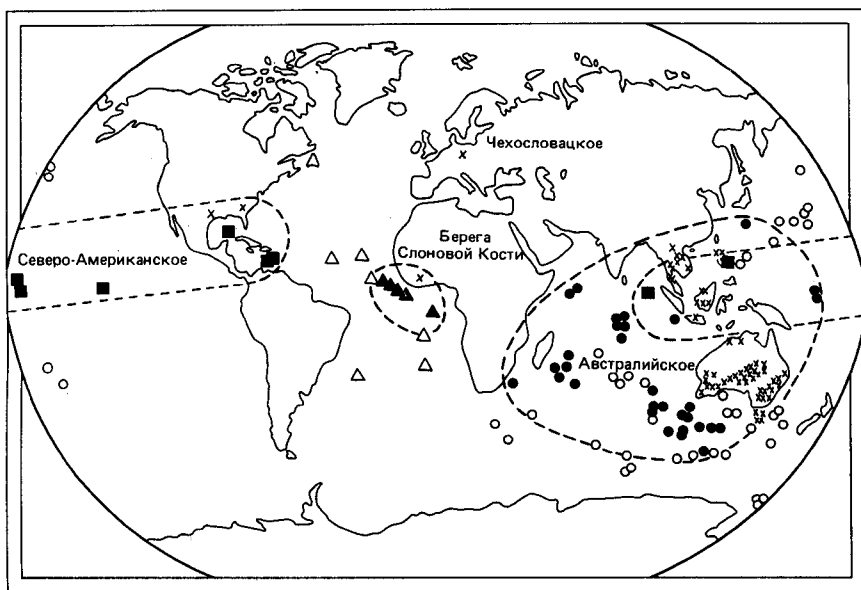 Чехословацкое
Северо-Американское
Берега
Слоновой Кости
Австралийское